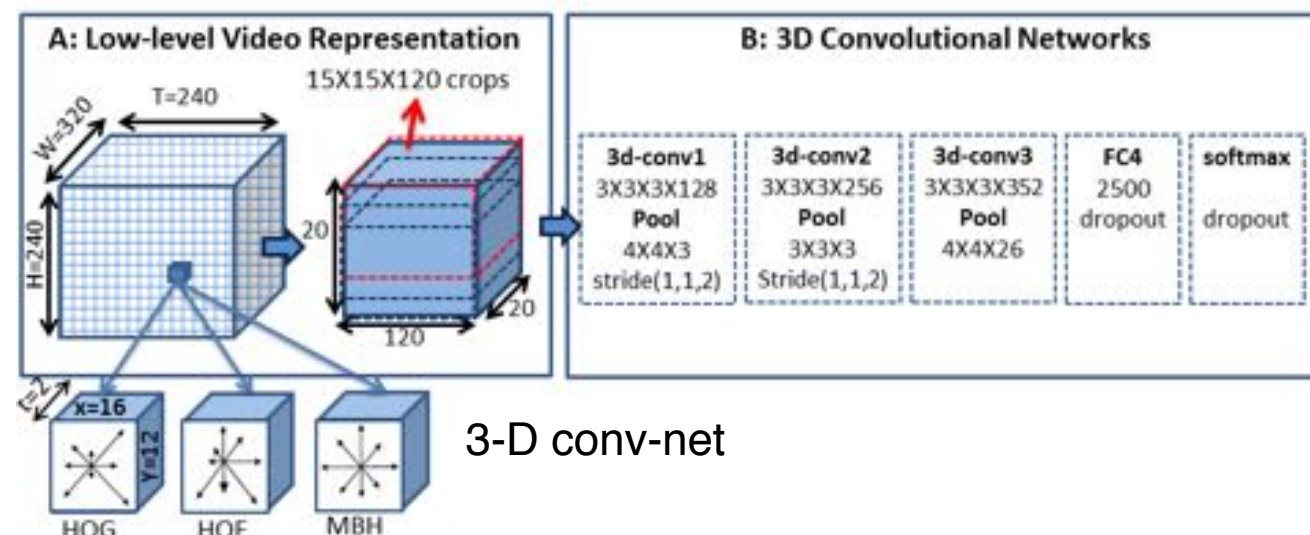 A: Low-level Video Representation
15X15X120 crops
T=240
W=320
H=240
20
20
120
t=2
x=16
Y=12
HOG
HOF
MBH
3-D conv-net
B: 3D Convolutional Networks
3d-conv1
3X3X3X128
Pool
4X4X3
stride(1,1,2)
3d-conv2
3X3X3X256
Pool
3X3X3
Stride(1,1,2)
3d-conv3
3X3X3X352
Pool
4X4X26
FC4
2500
dropout
softmax
dropout